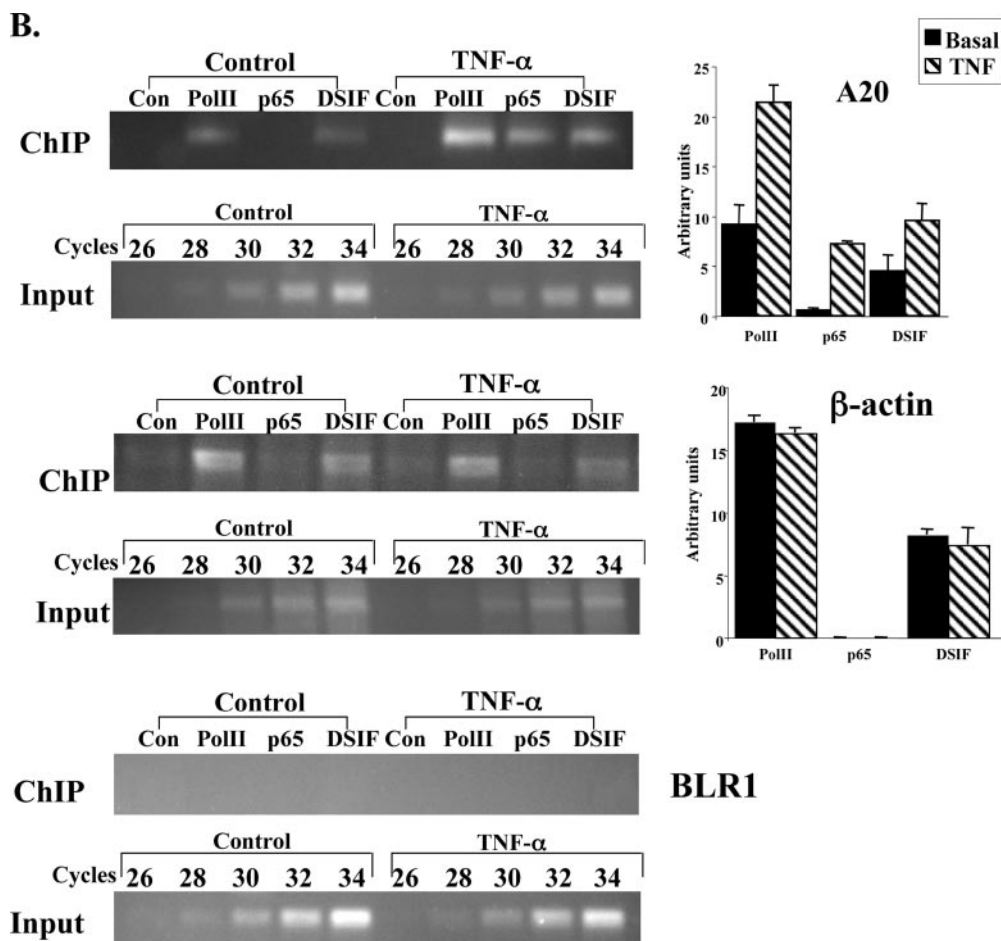 B.
Control TNF-α
Con PolII p65 DSIF Con PolII p65 DSIF
ChIP
Control TNF-α
Cycles 26 28 30 32 34 26 28 30 32 34
Input
Basal
TNF
A20
Arbitrary units
25
20
15
10
5
0
PolII p65 DSIF
Control TNF-α
Con PolII p65 DSIF Con PolII p65 DSIF
ChIP
Control TNF-α
Cycles 26 28 30 32 34 26 28 30 32 34
Input
β-actin
Arbitrary units
20
15
10
5
0
PolII p65 DSIF
Control TNF-α
Con PolII p65 DSIF Con PolII p65 DSIF
ChIP
BLR1
Control TNF-α
Cycles 26 28 30 32 34 26 28 30 32 34
Input